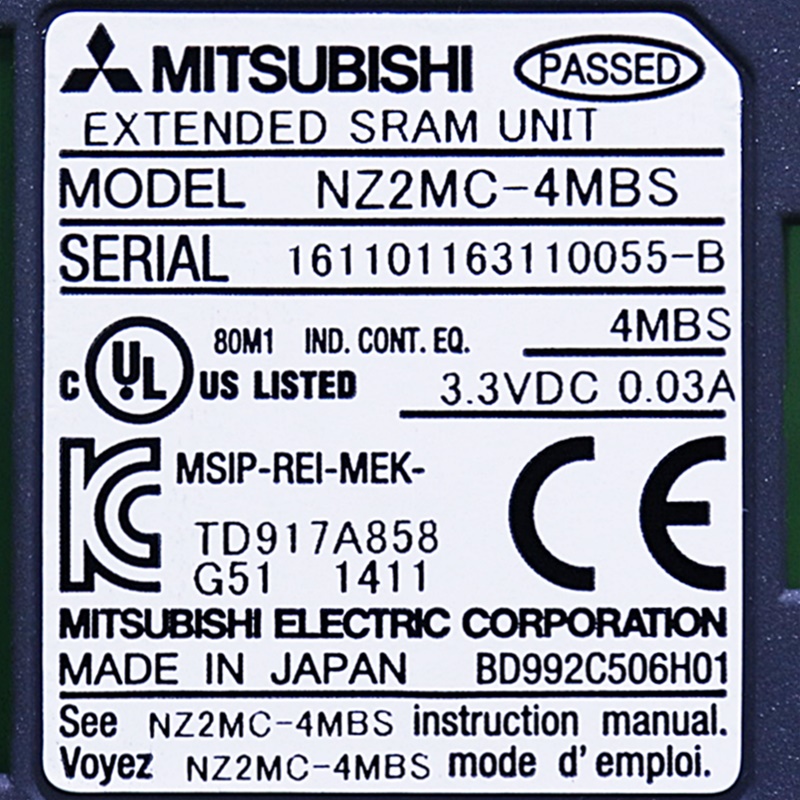 MITSUBISHI PASSED
EXTENDED SRAM UNIT
MODEL NZ2MC-4MBS
SERIAL 161101163110055-B
4MBS
80M1 IND. CONT. EQ.
C UL US LISTED 3.3VDC 0.03A
KC MSIP-REI-MEK- CE
TD917A858
G51 1411
MITSUBISHI ELECTRIC CORPORATION
MADE IN JAPAN BD992C506H01
See NZ2MC-4MBS instruction manual.
Voyez NZ2MC-4MBS mode d'emploi.